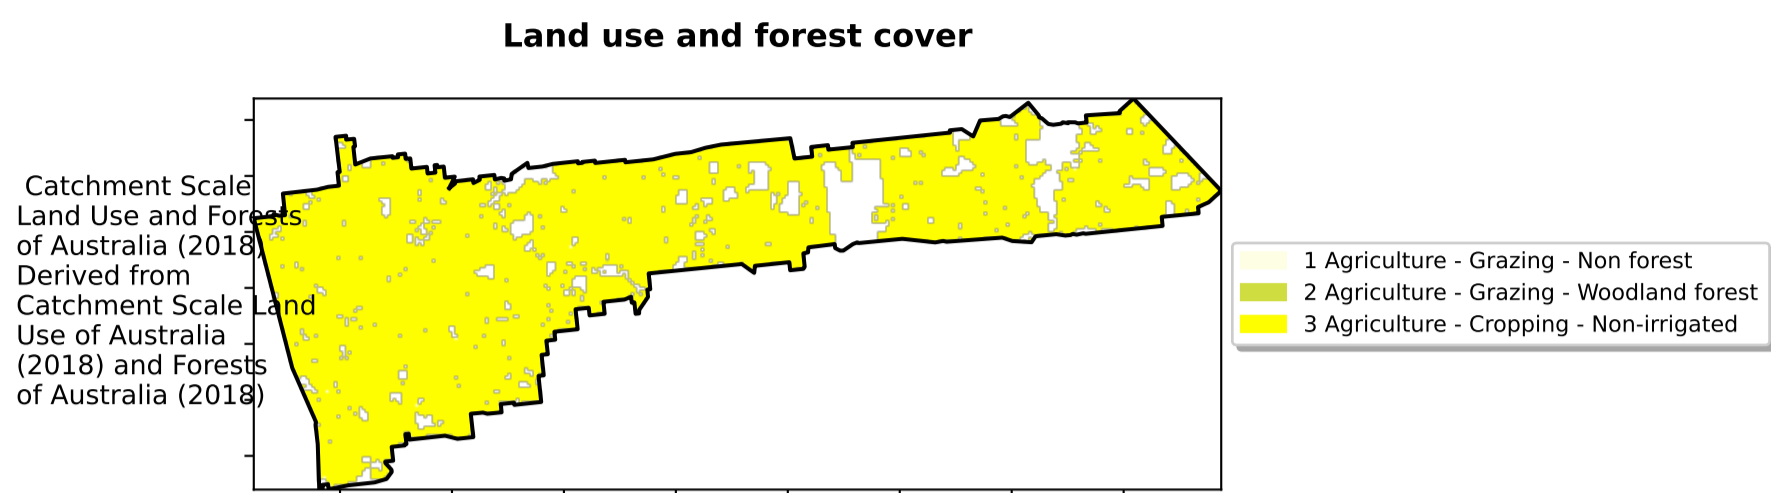 Land use and forest cover
Catchment Scale
Land Use and Forests
of Australia (2018)
Derived from
Catchment Scale Land
Use of Australia
(2018) and Forests
of Australia (2018)
1 Agriculture - Grazing - Non forest
2 Agriculture - Grazing - Woodland forest
3 Agriculture - Cropping - Non-irrigated